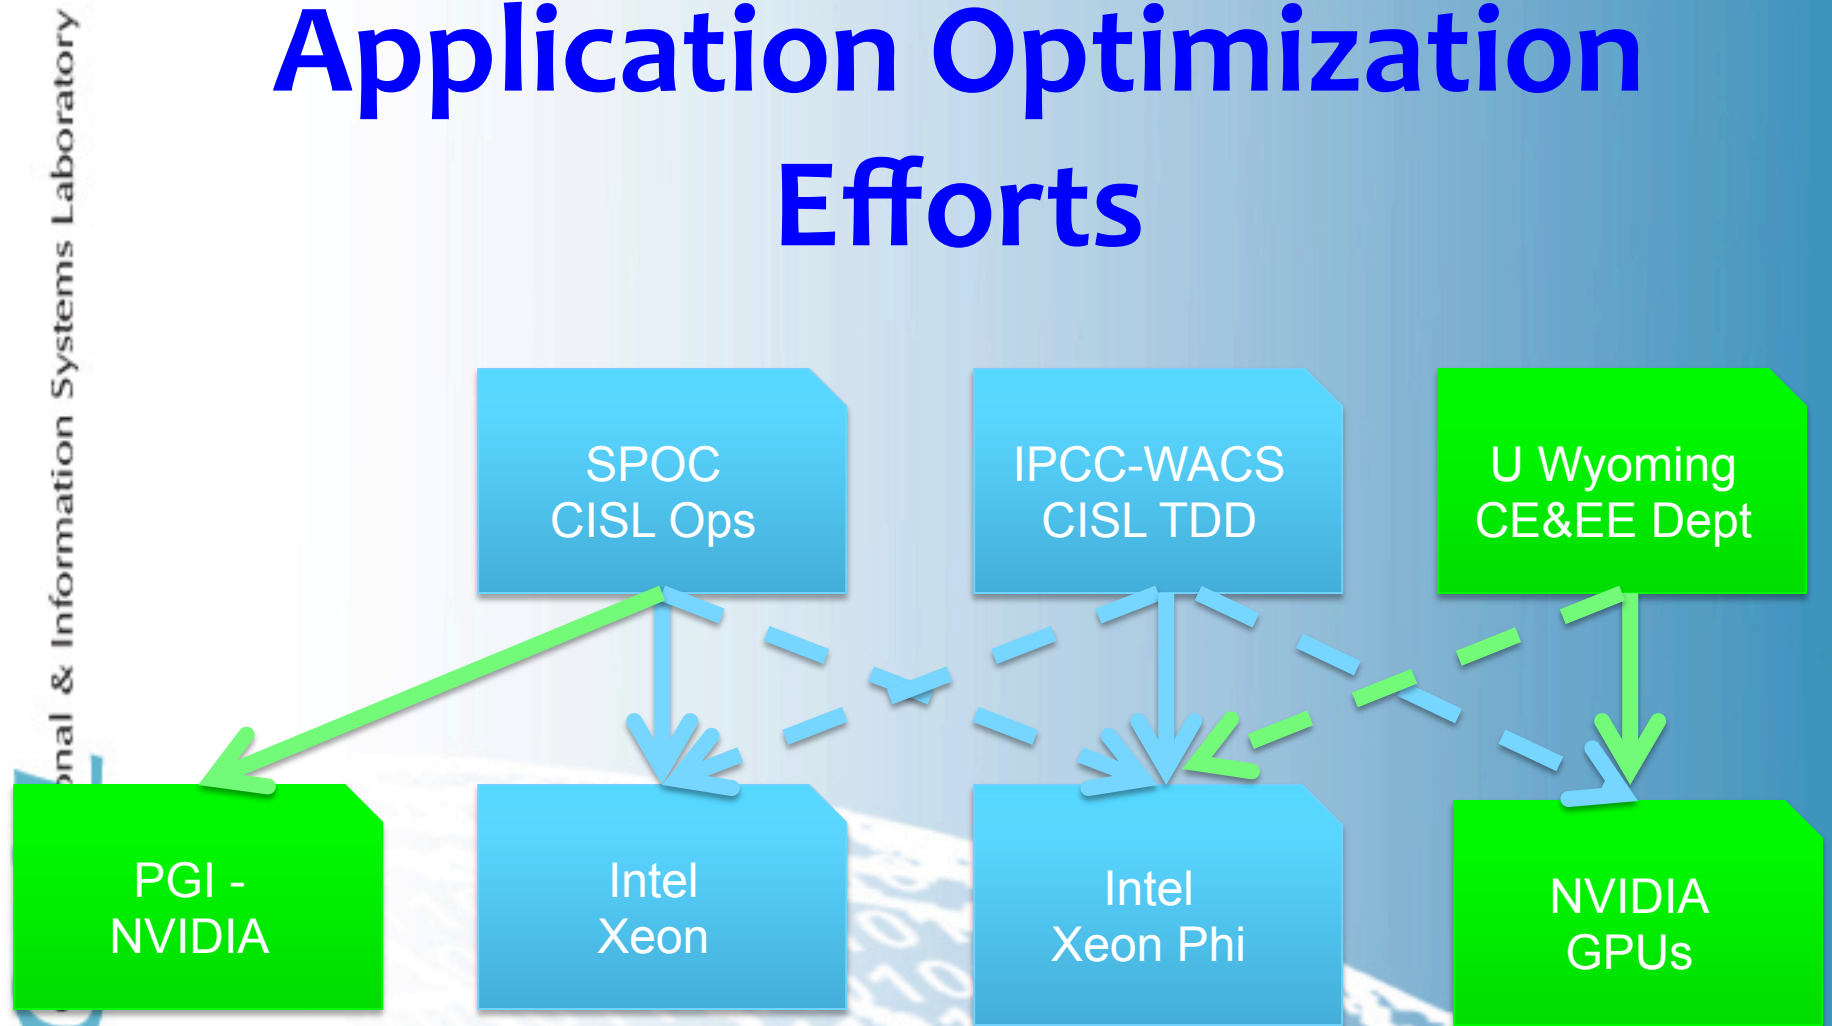 Application Optimization
Efforts
onal & Information Systems Laboratory
SPOC
CISL Ops
IPCC-WACS
CISL TDD
U Wyoming
CE&EE Dept
PGI -
NVIDIA
Intel
Xeon
Intel
Xeon Phi
NVIDIA
GPUs